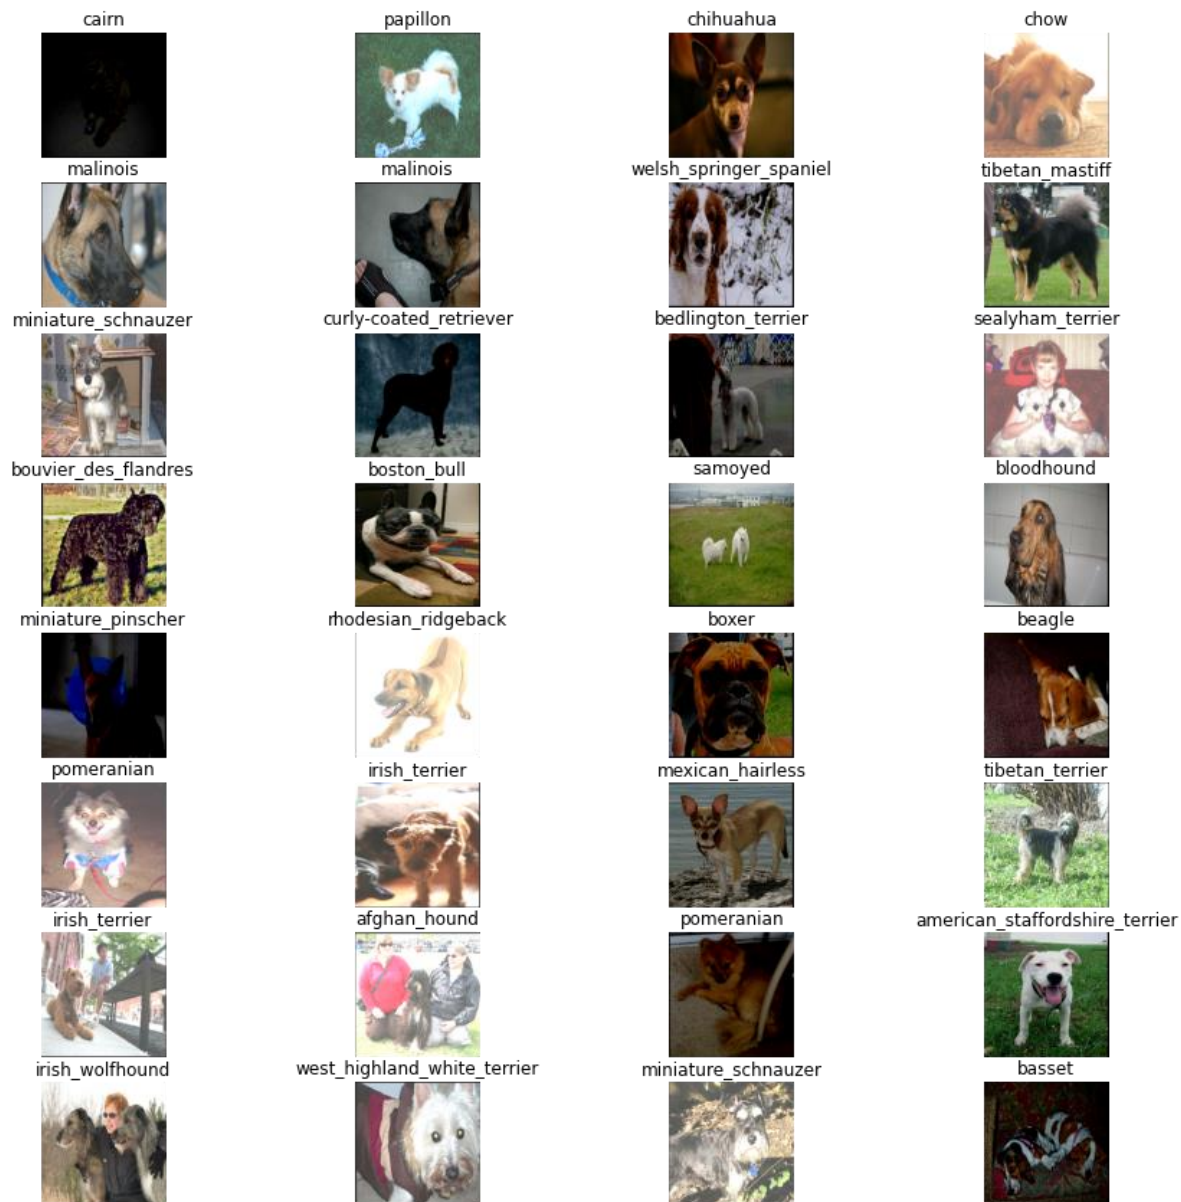 cairn papillon chihuahua chow
malinois malinois welsh_springer_spaniel tibetan_mastiff
miniature_schnauzer curly-coated_retriever bedlington_terrier sealyham_terrier
bouvier_des_flandres boston_bull samoyed bloodhound
miniature_pinscher rhodesian_ridgeback boxer beagle
pomeranian irish_terrier mexican_hairless tibetan_terrier
irish_terrier afghan_hound pomeranian american_staffordshire_terrier
irish_wolfhound west_highland_white_terrier miniature_schnauzer basset